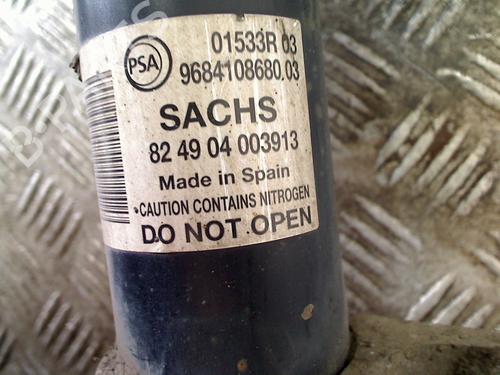 PSA
01533R 03
9684108680.03
SACHS
82 49 04 003913
Made in Spain
CAUTION CONTAINS NITROGEN
DO NOT OPEN